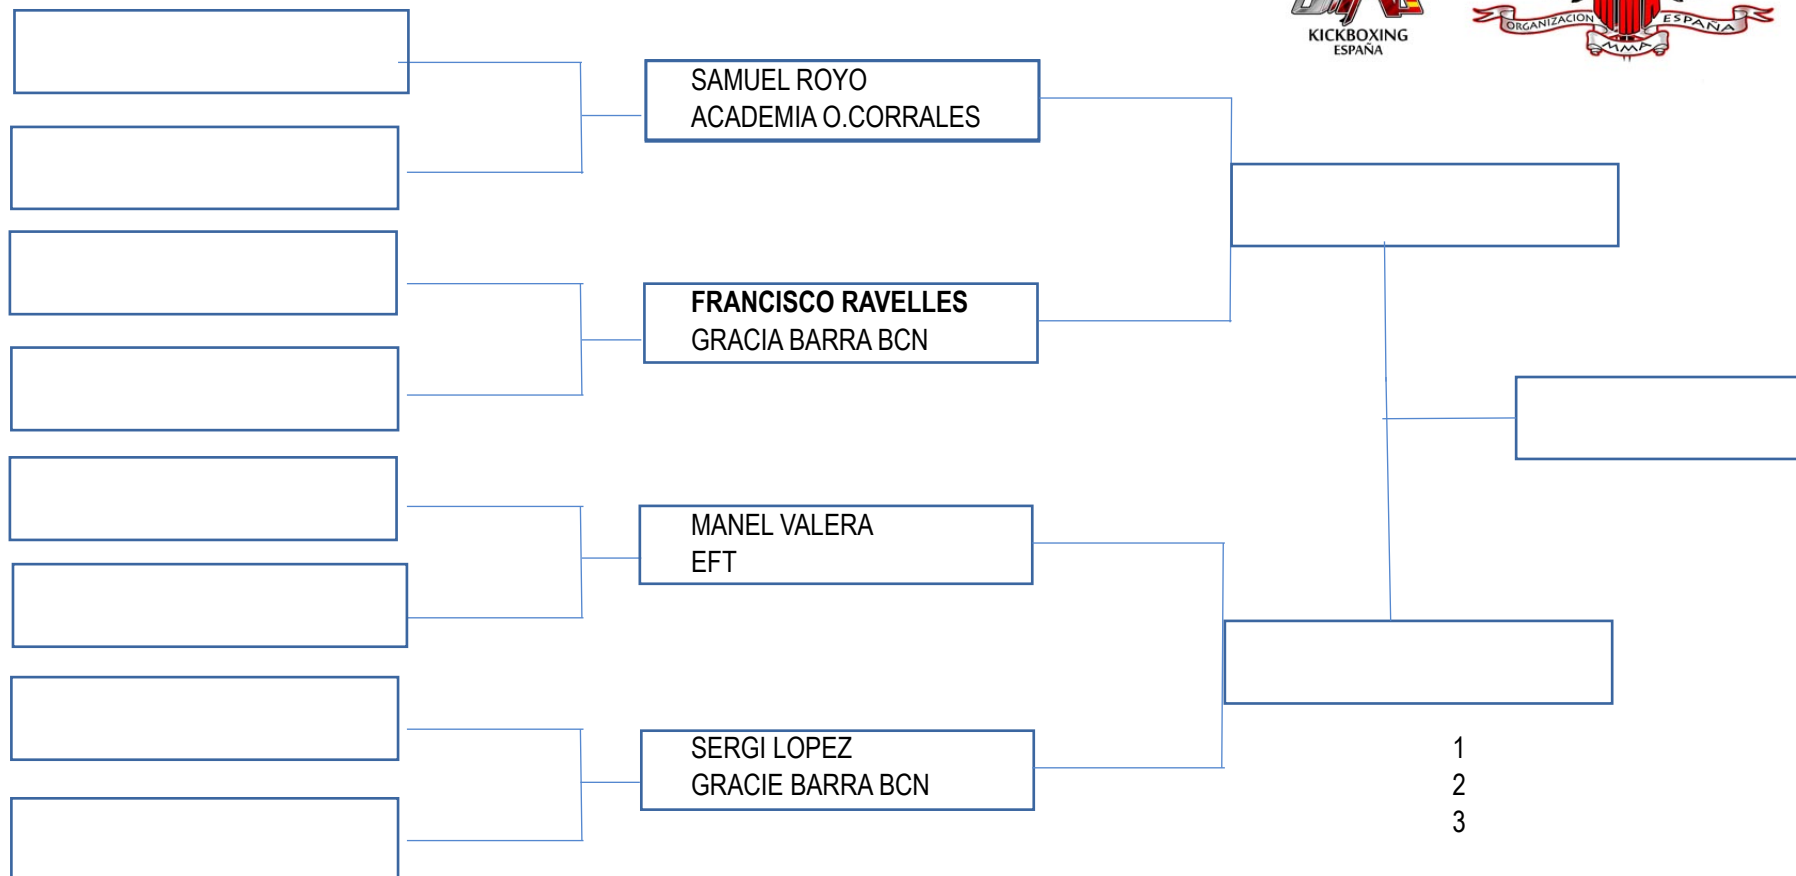 KICKBOXING
ESPAÑA
ORGANIZACION ESPAÑA
MMA
SAMUEL ROYO
ACADEMIA O.CORRALES
FRANCISCO RAVELLES
GRACIA BARRA BCN
MANEL VALERA
EFT
SERGI LOPEZ
GRACIE BARRA BCN
1
2
3